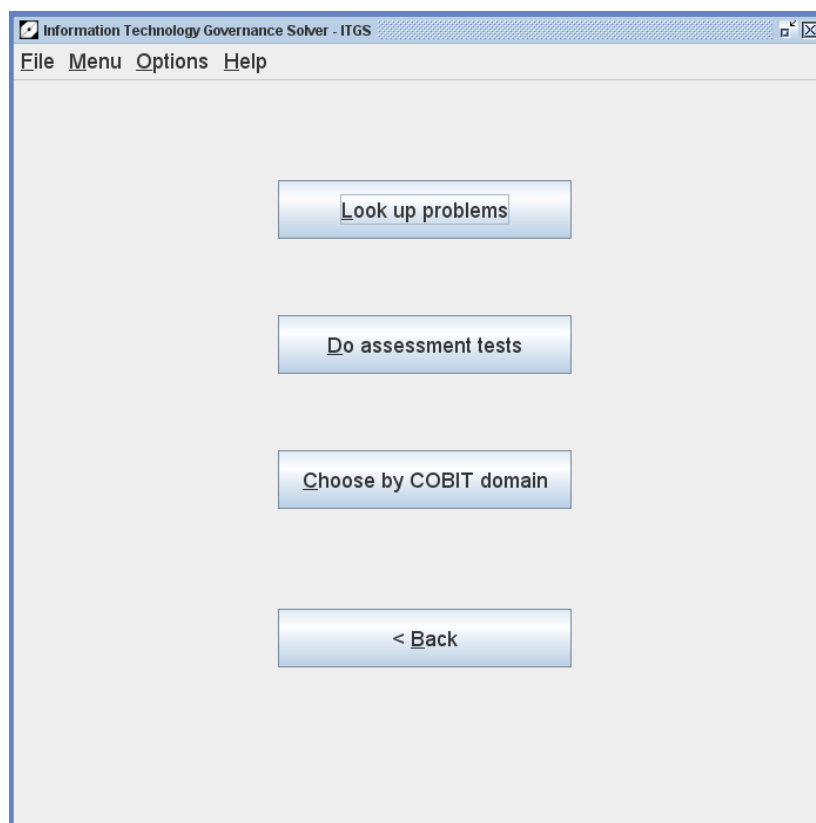 Information Technology Governance Solver - ITGS
File Menu Options Help
Look up problems
Do assessment tests
Choose by COBIT domain
< Back